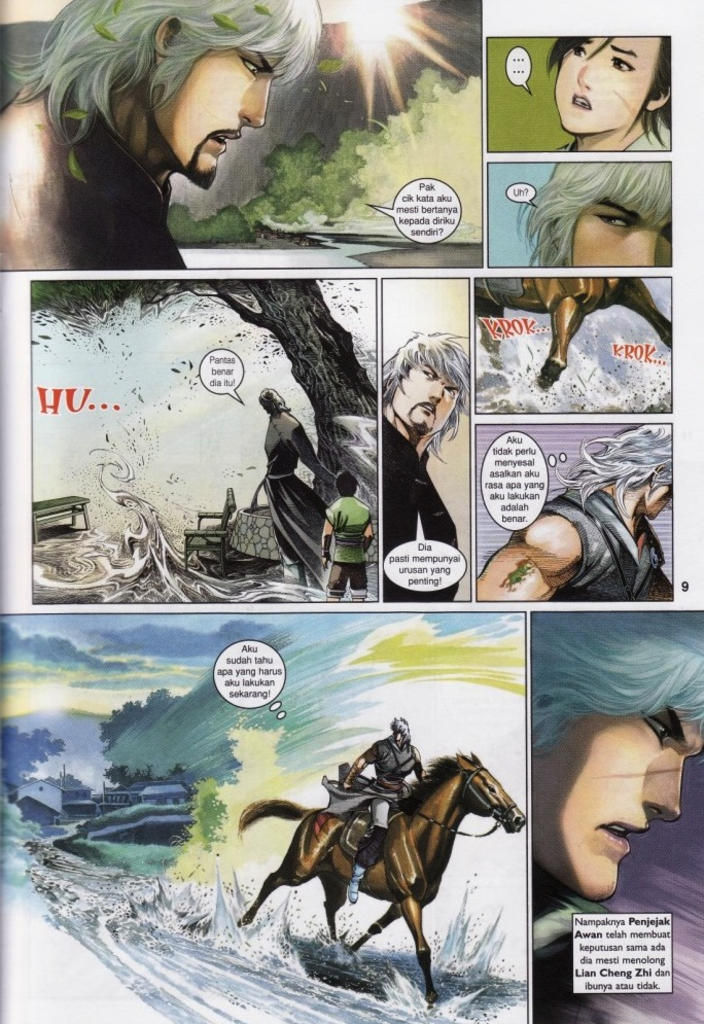 Pak
cik kata aku
mesti bertanya
kepada diriku
sendiri?
...
...
Uh?
HU...
Pantas
benar
dia itu!
Dia
pasti mempunyai
urusan yang
penting!
KROK...
KROK...
Aku
tidak perlu
menyesal
asalkan aku
rasa apa yang
aku lakukan
adalah
benar.
9
Aku
sudah tahu
apa yang harus
aku lakukan
sekarang!
Nampaknya Penjejak
Awan telah membuat
keputusan sama ada
dia mesti menolong
Lian Cheng Zhi dan
ibunya atau tidak.